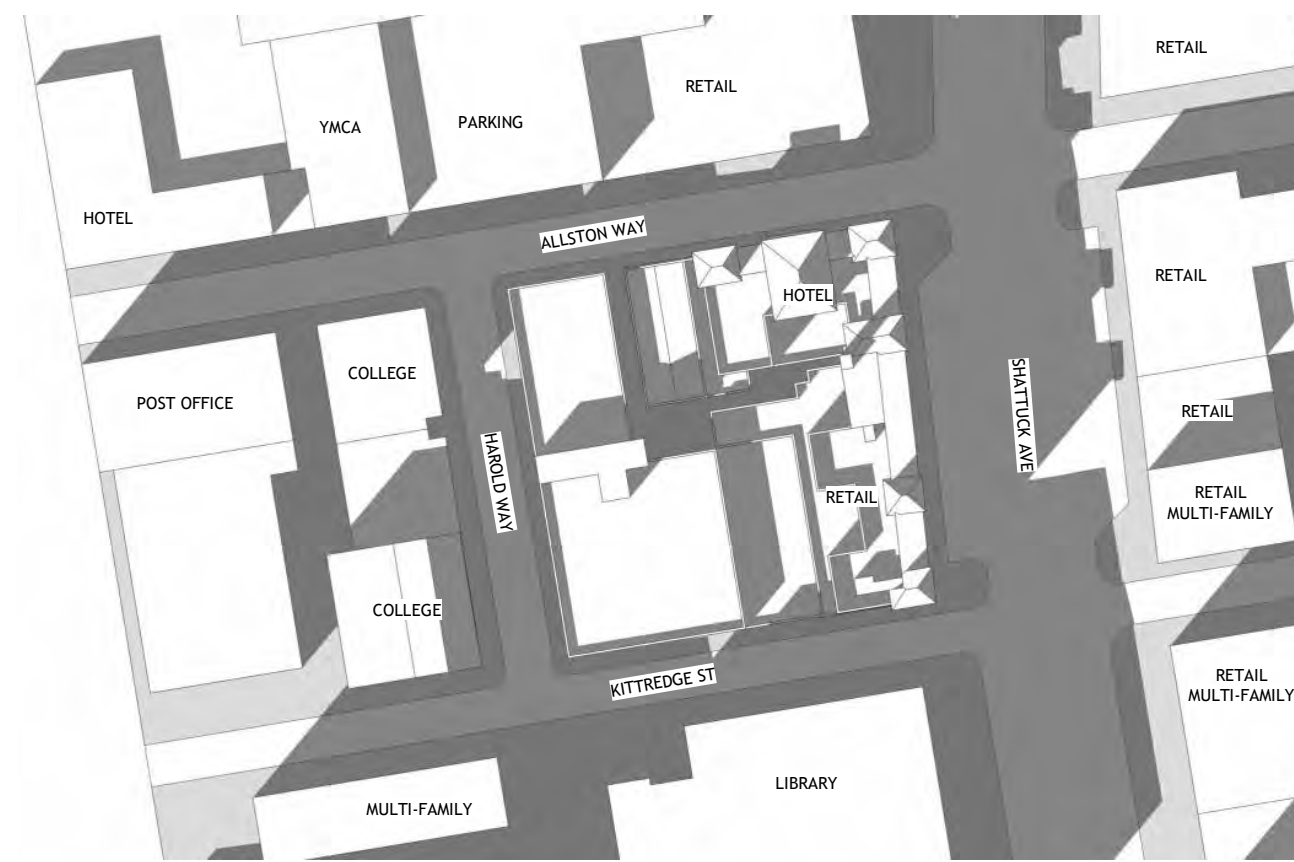 RETAIL
RETAIL
YMCA
PARKING
HOTEL
ALLSTON WAY
RETAIL
HOTEL
COLLEGE
POST OFFICE
SHATTUCK AVE
RETAIL
HAROLD WAY
RETAIL
RETAIL
MULTI-FAMILY
COLLEGE
KITTREDGE ST
RETAIL
MULTI-FAMILY
LIBRARY
MULTI-FAMILY